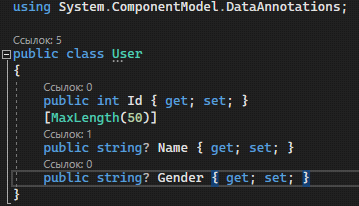 using System.ComponentModel.DataAnnotations;
Ссылок: 5
public class User
{
Ссылок: 0
public int Id { get; set; }
[MaxLength(50)]
Ссылок: 1
public string? Name { get; set; }
Ссылок: 0
public string? Gender { get; set; }
}